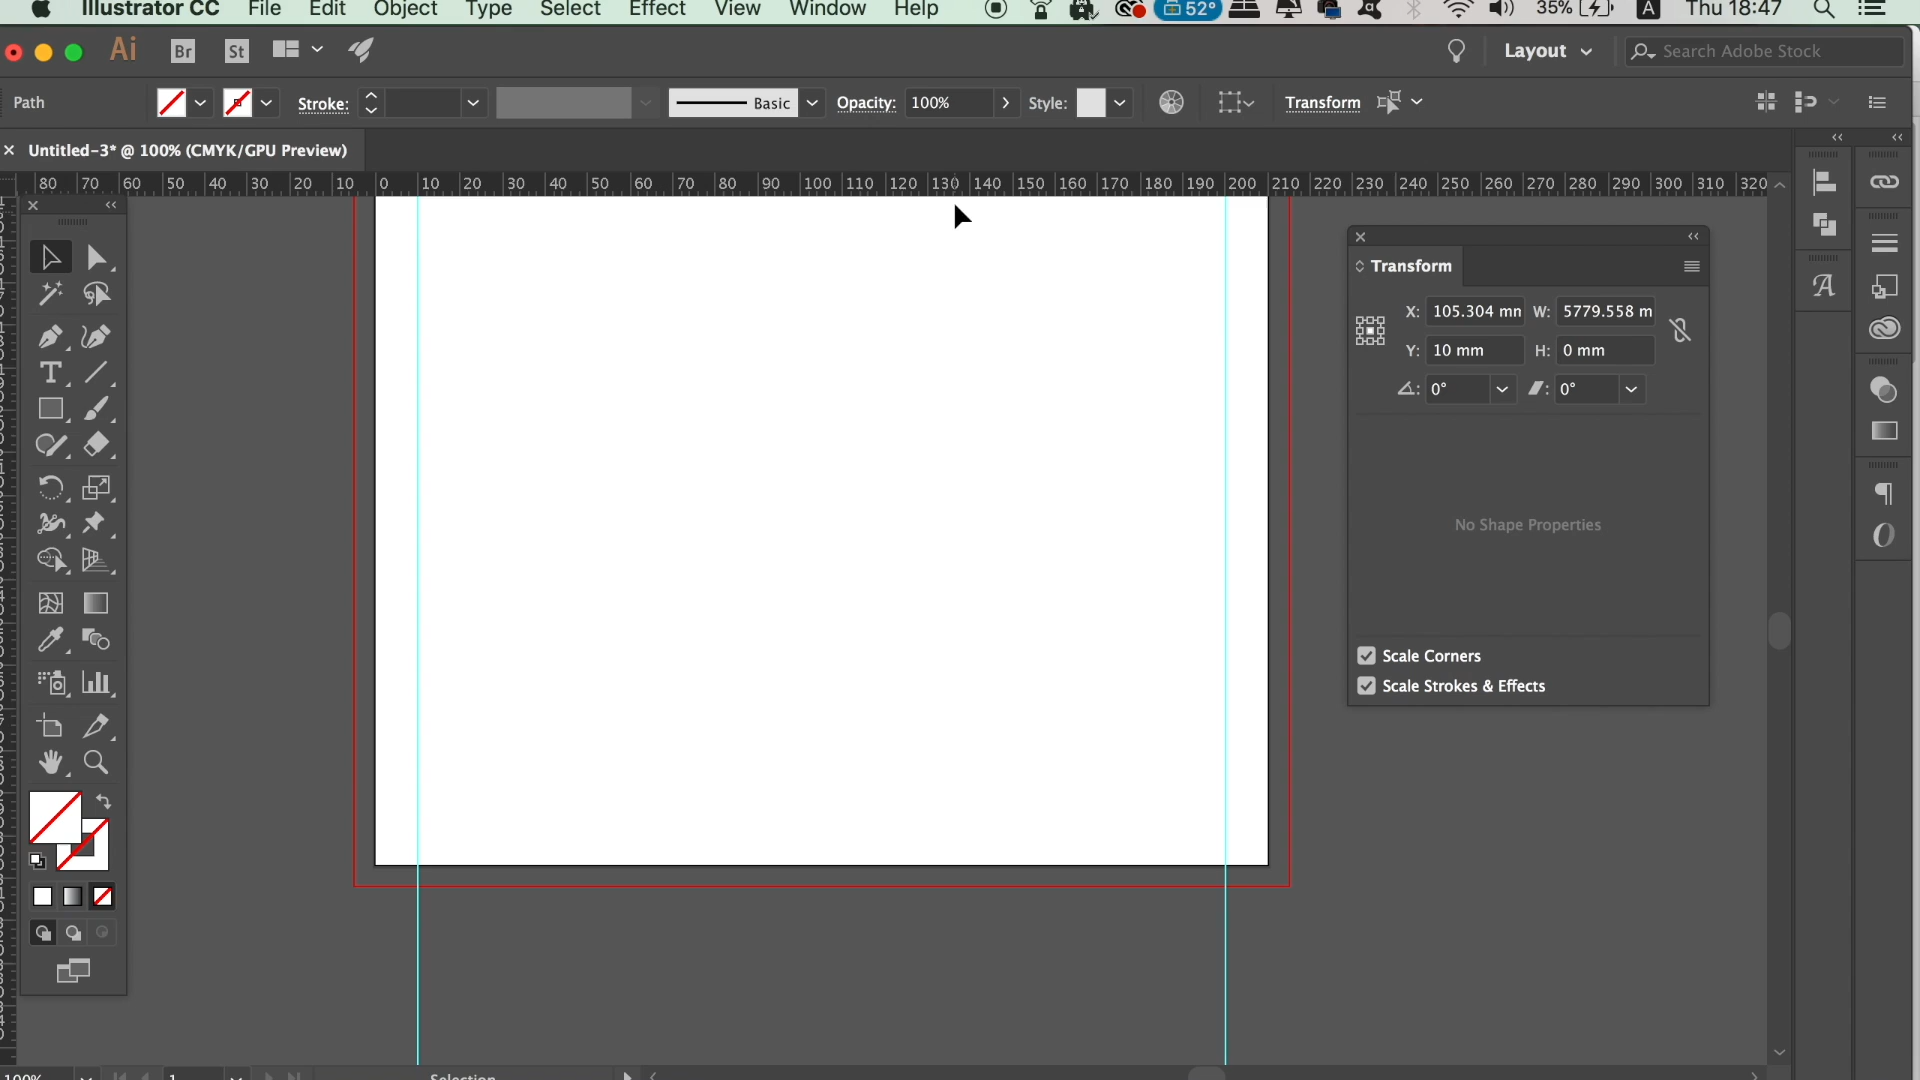 Illustrator CC File Edit Object Type Select Effect View Window Help 52° 35% A Thu 18:47
Ai Br St Layout Search Adobe Stock
Path Stroke: Basic Opacity: 100% Style: Transform
Untitled-3* @ 100% (CMYK/GPU Preview)
80 70 60 50 40 30 20 10 0 10 20 30 40 50 60 70 80 90 100 110 120 130 140 150 160 170 180 190 200 210 220 230 240 250 260 270 280 290 300 310 320
Transform
X: 105.304 mm W: 5779.558 m
Y: 10 mm H: 0 mm
0° 0°
No Shape Properties
Scale Corners
Scale Strokes & Effects
100% 1 Selection